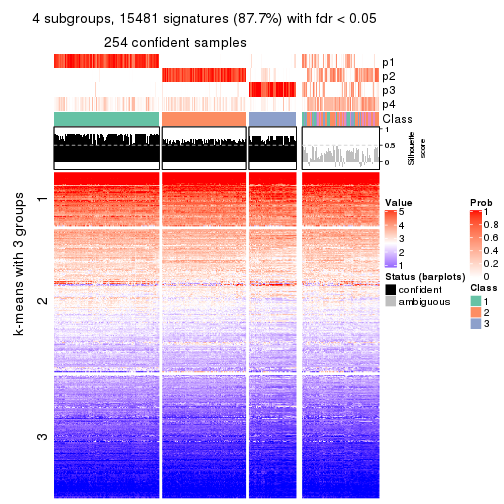 4 subgroups, 15481 signatures (87.7%) with fdr < 0.05
254 confident samples
p1
p2
p3
p4
Class
1
0.5
0
Silhouette
score
k-means with 3 groups
1
2
3
Value
5
4
3
2
1
Status (barplots)
confident
ambiguous
Prob
1
0.8
0.6
0.4
0.2
0
Class
1
2
3